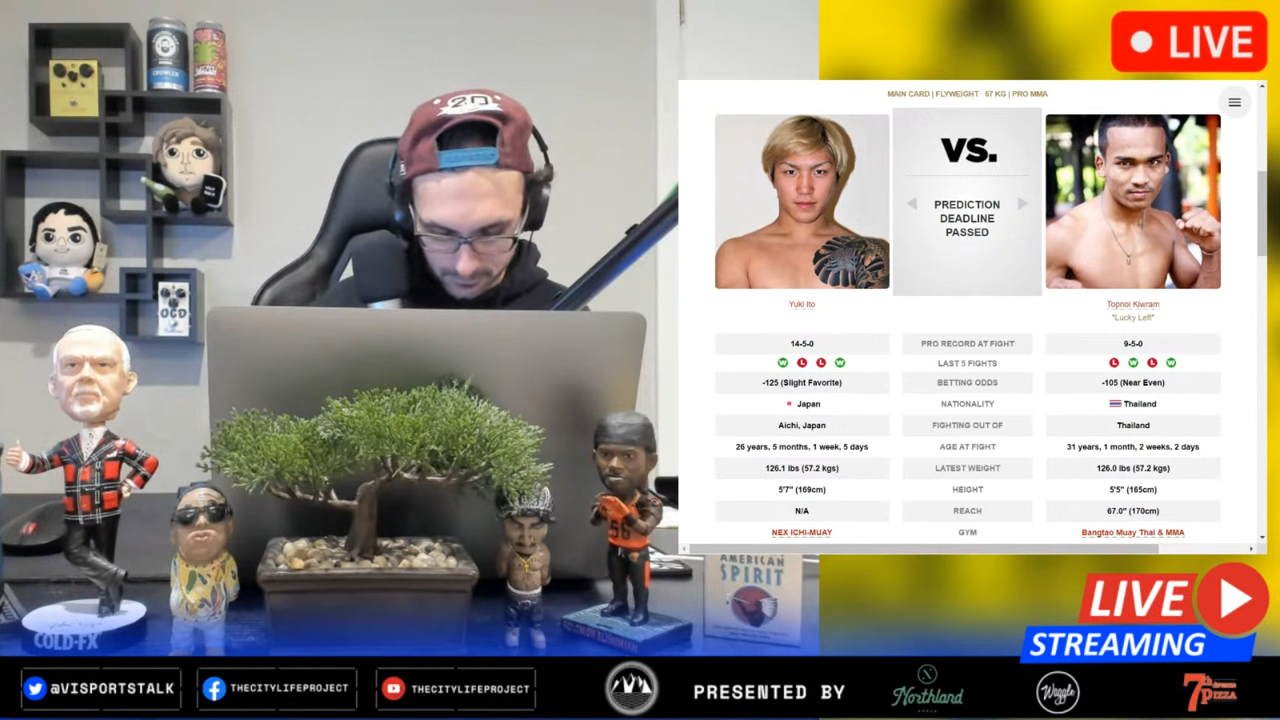 LIVE
MAIN CARD | FLYWEIGHT · 57 KG | PRO MMA
VS.
PREDICTION
DEADLINE
PASSED
Yuki Ito
Topnoi Kiwram
"Lucky Left"
14-5-0 PRO RECORD AT FIGHT 9-5-0
W L L W LAST 5 FIGHTS L W L W
-125 (Slight Favorite) BETTING ODDS -105 (Near Even)
Japan NATIONALITY Thailand
Aichi, Japan FIGHTING OUT OF Thailand
26 years, 5 months, 1 week, 5 days AGE AT FIGHT 31 years, 1 month, 2 weeks, 2 days
126.1 lbs (57.2 kgs) LATEST WEIGHT 126.0 lbs (57.2 kgs)
5'7" (169cm) HEIGHT 5'5" (165cm)
N/A REACH 67.0" (170cm)
NEX ICHI-MUAY GYM Bangtao Muay Thai & MMA
20
CROWLER
OCD
56
COLD-FX
AMERICAN
SPIRIT
LIVE
STREAMING
@VISPORTSTALK
THECITYLIFEPROJECT
THECITYLIFEPROJECT
PRESENTED BY
Northland
Waggle
7th Avenue
PIZZA